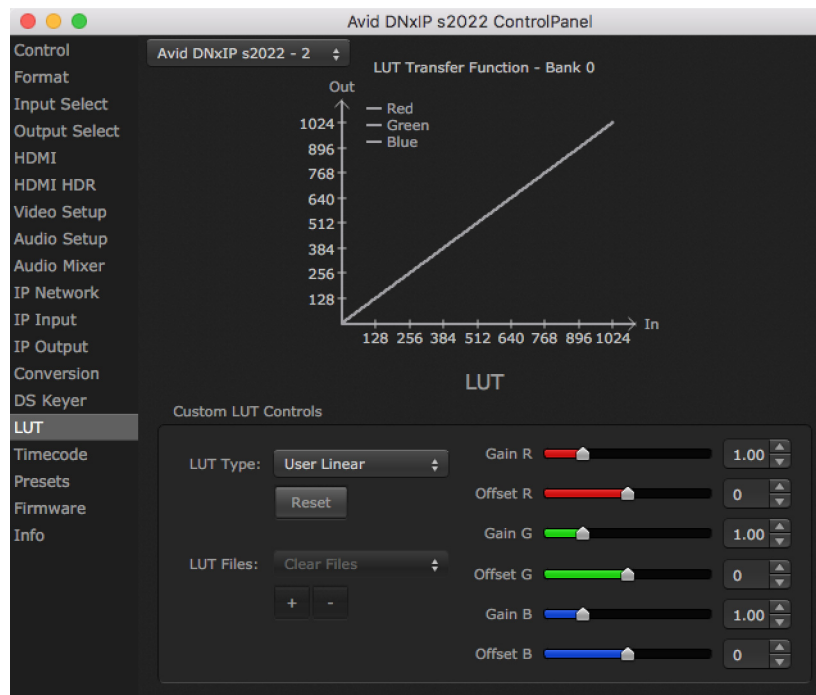 Avid DNxIP s2022 ControlPanel
Control
Format
Input Select
Output Select
HDMI
HDMI HDR
Video Setup
Audio Setup
Audio Mixer
IP Network
IP Input
IP Output
Conversion
DS Keyer
LUT
Timecode
Presets
Firmware
Info
Avid DNxIP s2022 - 2
LUT Transfer Function - Bank 0
Out
Red
Green
Blue
1024
896
768
640
512
384
256
128
128 256 384 512 640 768 896 1024
In
LUT
Custom LUT Controls
LUT Type: User Linear
Reset
LUT Files: Clear Files
+ -
Gain R 1.00
Offset R 0
Gain G 1.00
Offset G 0
Gain B 1.00
Offset B 0